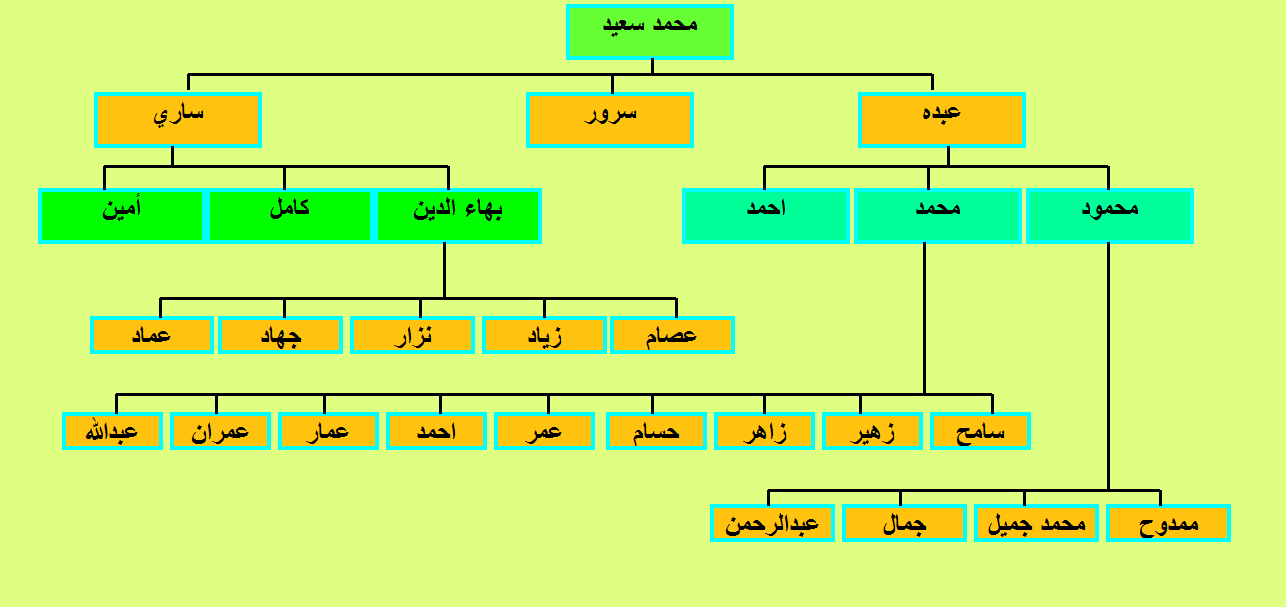 محمد سعيد
عبده
سرور
ساري
محمود
محمد
احمد
بهاء الدين
كامل
أمين
عصام
زياد
نزار
جهاد
عماد
سامح
زهير
زاهر
حسام
عمر
احمد
عمار
عمران
عبدالله
ممدوح
محمد جميل
جمال
عبدالرحمن